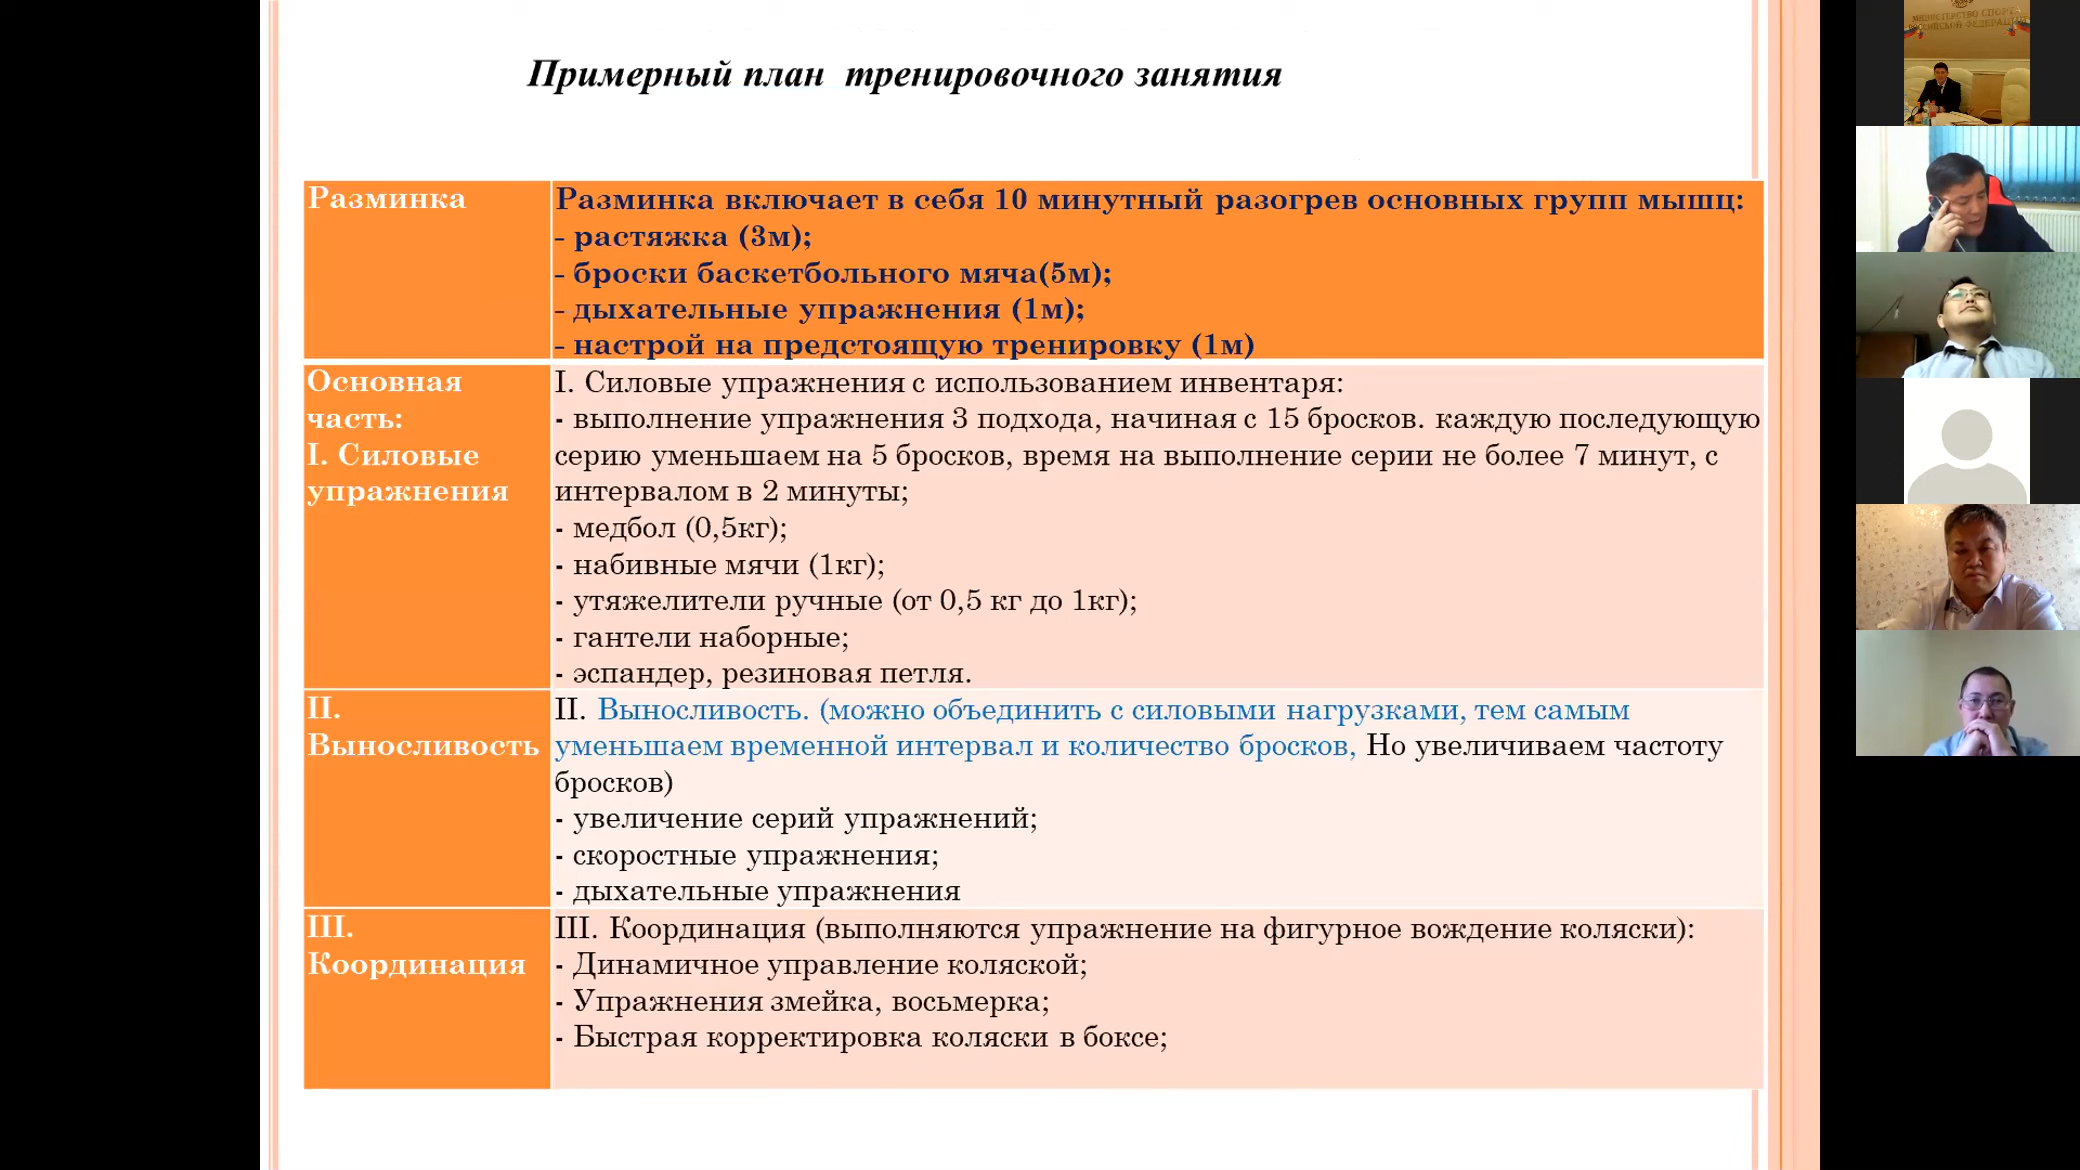 МИНИСТЕРСТВО СПОРТА
РОССИЙСКОЙ ФЕДЕРАЦИИ
Примерный план тренировочного занятия
Разминка
Разминка включает в себя 10 минутный разогрев основных групп мышц:
- растяжка (3м);
- броски баскетбольного мяча(5м);
- дыхательные упражнения (1м);
- настрой на предстоящую тренировку (1м)
Основная
часть:
I. Силовые
упражнения
I. Силовые упражнения с использованием инвентаря:
- выполнение упражнения 3 подхода, начиная с 15 бросков. каждую последующую
серию уменьшаем на 5 бросков, время на выполнение серии не более 7 минут, с
интервалом в 2 минуты;
- медбол (0,5кг);
- набивные мячи (1кг);
- утяжелители ручные (от 0,5 кг до 1кг);
- гантели наборные;
- эспандер, резиновая петля.
II.
Выносливость
II. Выносливость. (можно объединить с силовыми нагрузками, тем самым
уменьшаем временной интервал и количество бросков, Но увеличиваем частоту
бросков)
- увеличение серий упражнений;
- скоростные упражнения;
- дыхательные упражнения
III.
Координация
III. Координация (выполняются упражнение на фигурное вождение коляски):
- Динамичное управление коляской;
- Упражнения змейка, восьмерка;
- Быстрая корректировка коляски в боксе;